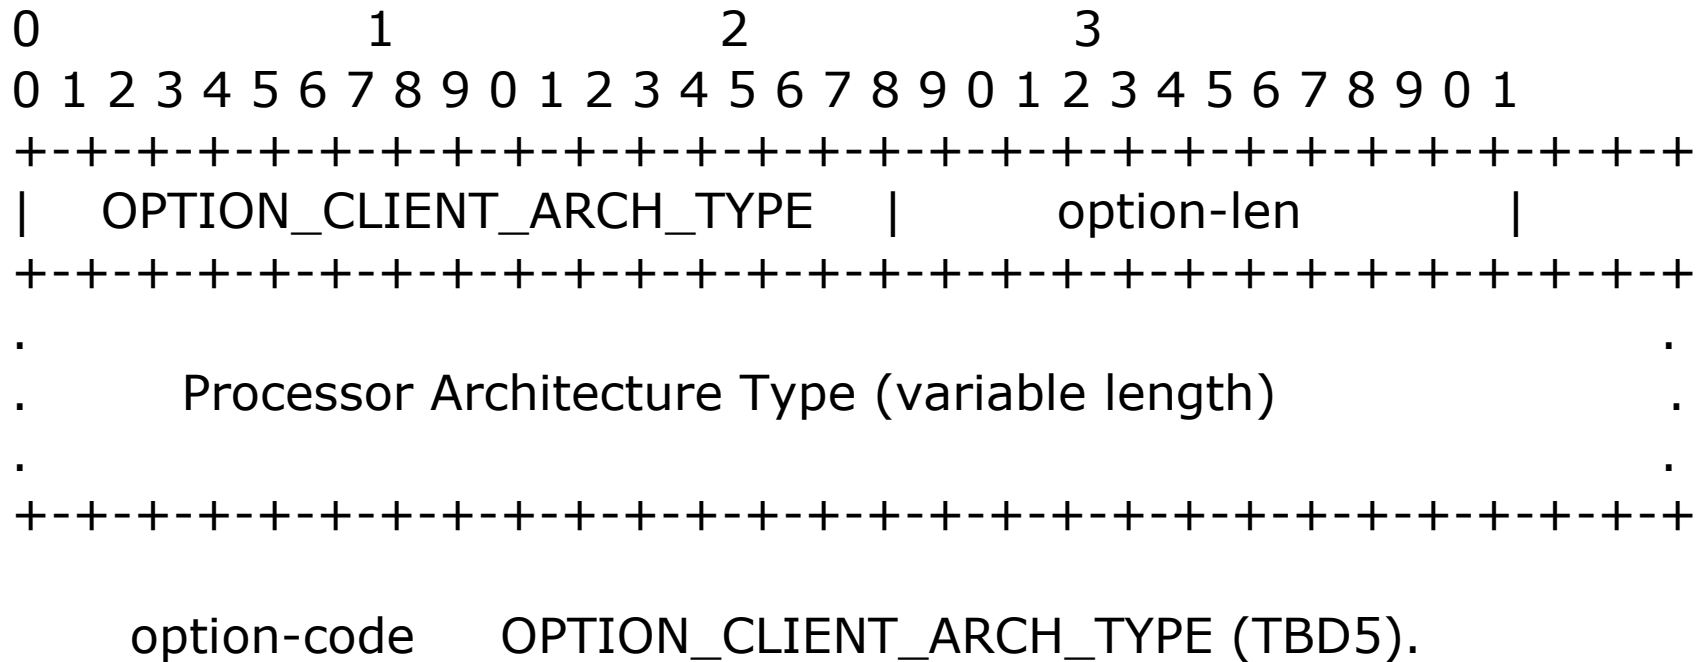 0                   1                   2                   3
0 1 2 3 4 5 6 7 8 9 0 1 2 3 4 5 6 7 8 9 0 1 2 3 4 5 6 7 8 9 0 1
+-+-+-+-+-+-+-+-+-+-+-+-+-+-+-+-+-+-+-+-+-+-+-+-+-+-+-+
| OPTION_CLIENT_ARCH_TYPE | option-len |
+-+-+-+-+-+-+-+-+-+-+-+-+-+-+-+-+-+-+-+-+-+-+-+-+-+-+-+
. .
. Processor Architecture Type (variable length) .
. .
+-+-+-+-+-+-+-+-+-+-+-+-+-+-+-+-+-+-+-+-+-+-+-+-+-+-+-+
option-code OPTION_CLIENT_ARCH_TYPE (TBD5).